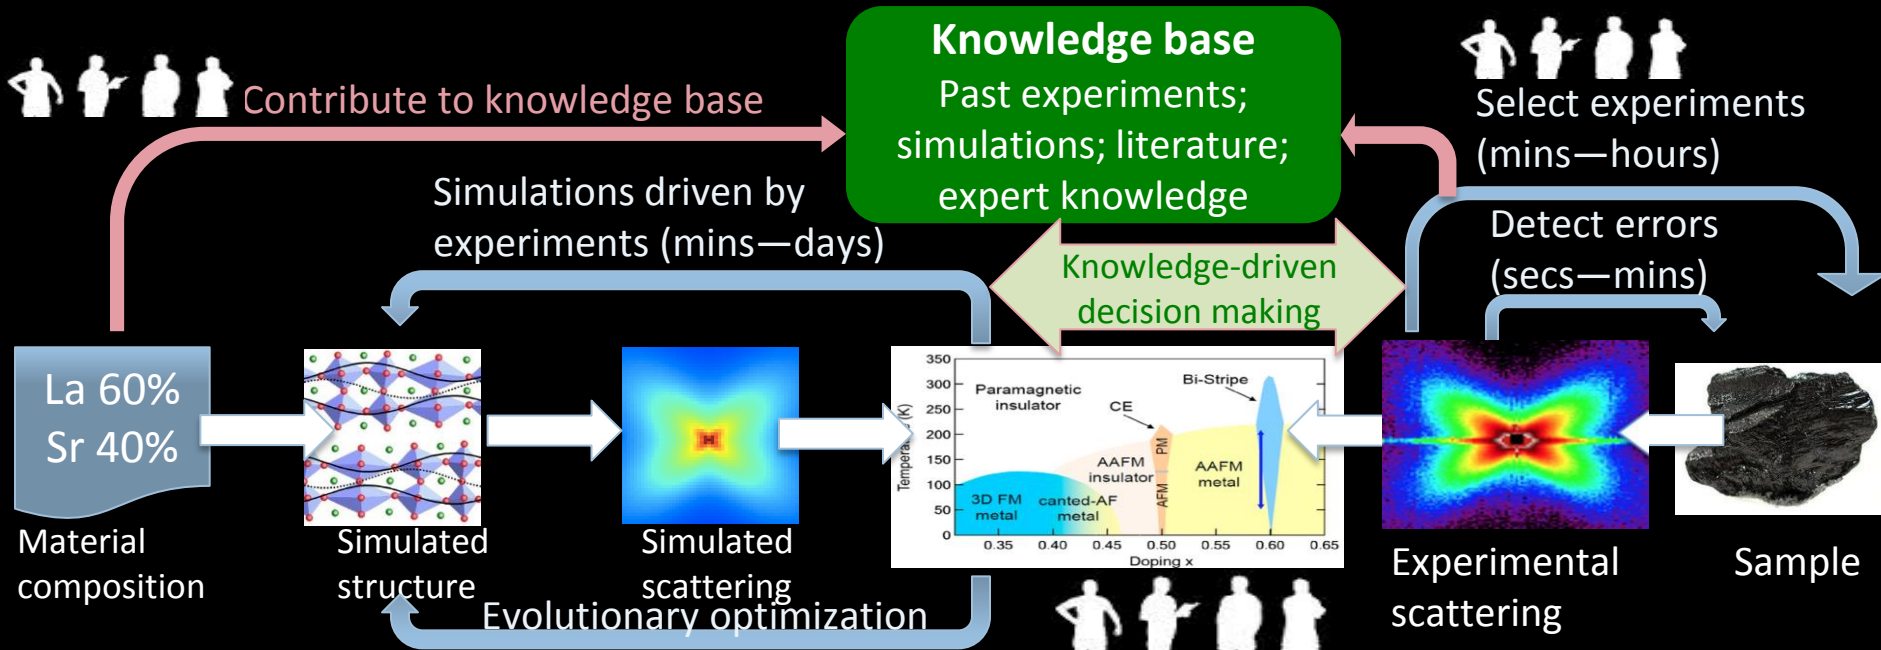 Knowledge base
Past experiments;
simulations; literature;
expert knowledge
Contribute to knowledge base
Select experiments
(mins—hours)
Simulations driven by
experiments (mins—days)
Detect errors
(secs—mins)
Knowledge-driven
decision making
La 60%
Sr 40%
Material
composition
Simulated
structure
Simulated
scattering
Evolutionary optimization
350
300
250
200
150
100
50
0
Temperature (K)
Paramagnetic
insulator
Bi-Stripe
CE
PM
AFM
AAFM
insulator
AAFM
metal
3D FM
metal
canted-AF
metal
0.35
0.40
0.45
0.50
0.55
0.60
0.65
Doping x
Experimental
scattering
Sample